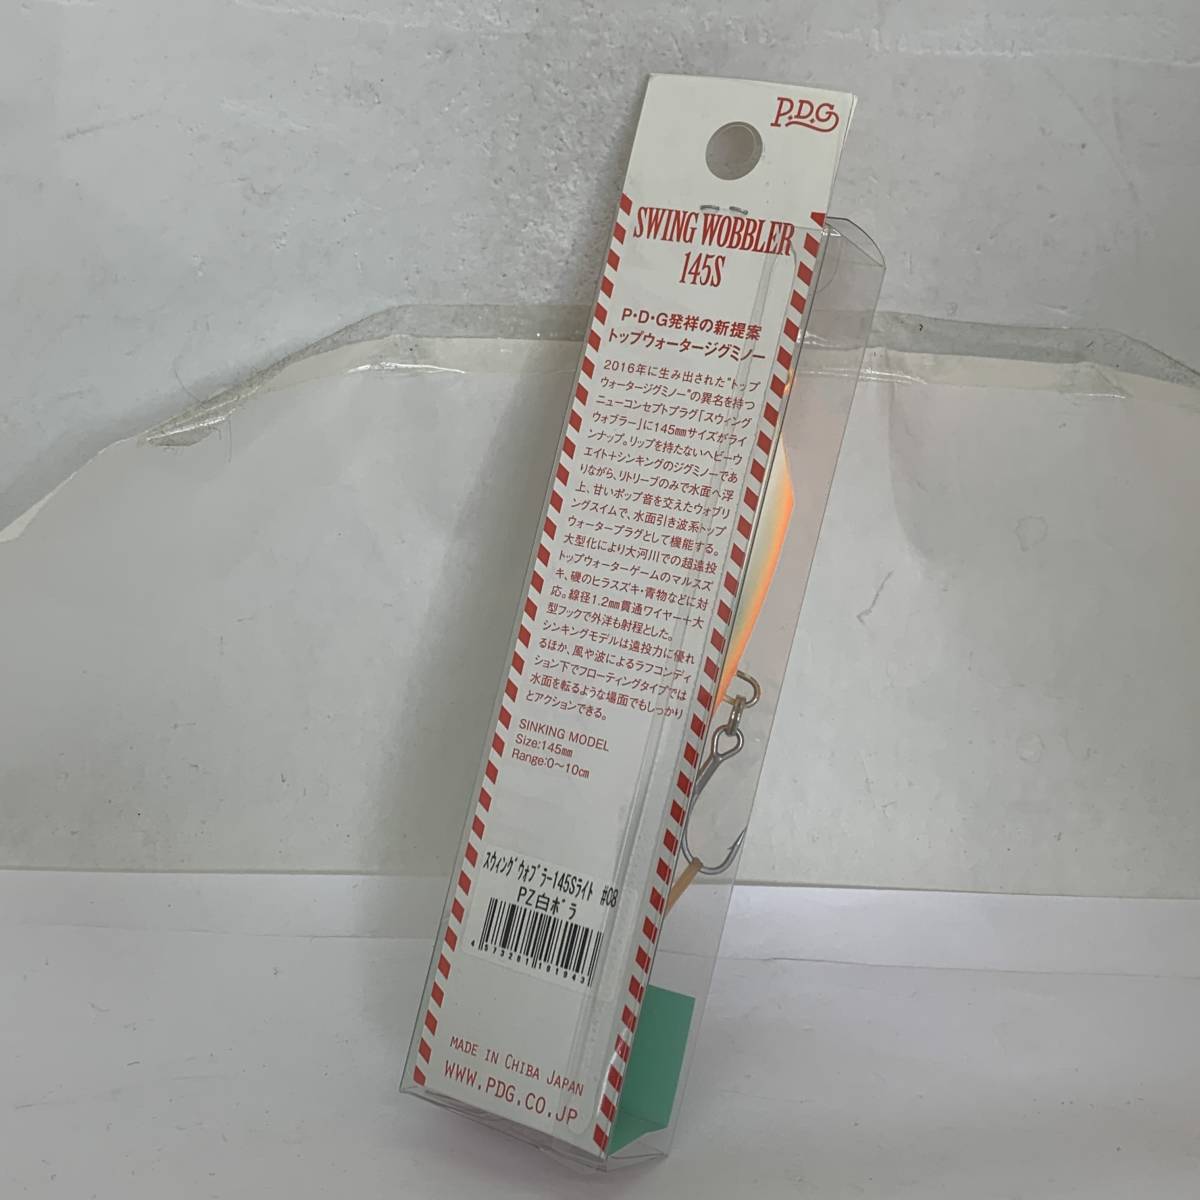 P.D.G
SWING WOBBLER
145S
P・D・G発祥の新提案
トップウォータージグミノー
2016年に生み出された"トップ
ウォータージグミノー"の異名を持つ
ニューコンセプトプラグ「スウィング
ウォブラー」に145mmサイズがライ
ンナップ。リップを持たないヘビーウ
エイト+シンキングのジグミノーであ
りながら、リトリーブのみで水面へ浮
上、甘いポップ音を交えたウォブリ
ングスイムで、水面引き波系トップ
ウォータープラグとして機能する。
大型化により大河川での超遠投
トップウォーターゲームのマルスズ
キ、磯のヒラスズキ・青物などに対
応。線径1.2mm貫通ワイヤー+大
型フックで外洋も射程とした。
シンキングモデルは遠投力に優れ
るほか、風や波によるラフコンディ
ション下でフローティングタイプでは
水面を転るような場面でもしっかり
とアクションできる。
SINKING MODEL
Size:145mm
Range:0〜10cm
スウィングウォブラー145Sライト #08
PZ白ボラ
4573281101943
MADE IN CHIBA JAPAN
WWW.PDG.CO.JP